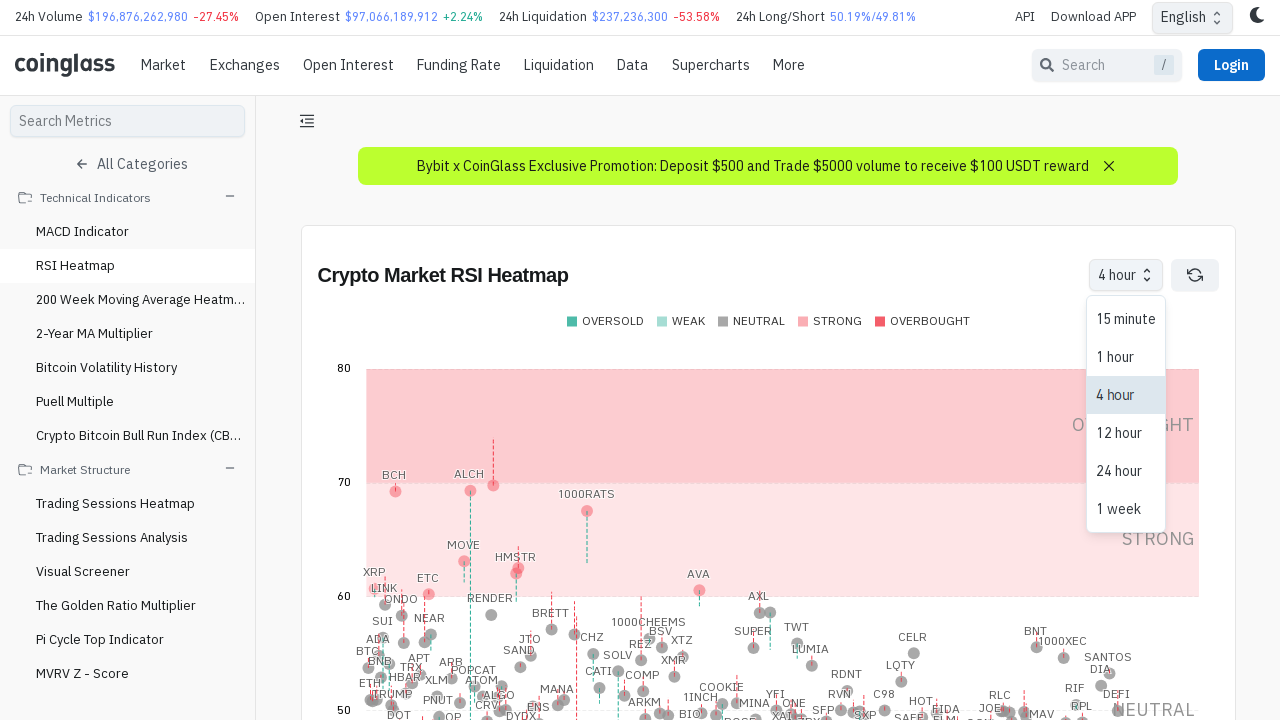 24h Volume $196,876,262,980 -27.45% Open Interest $97,066,189,912 +2.24% 24h Liquidation $237,236,300 -53.58% 24h Long/Short 50.19%/49.81% API Download APP English
coinglass Market Exchanges Open Interest Funding Rate Liquidation Data Supercharts More Search / Login
Search Metrics
All Categories
Technical Indicators
MACD Indicator
RSI Heatmap
200 Week Moving Average Heatm...
2-Year MA Multiplier
Bitcoin Volatility History
Puell Multiple
Crypto Bitcoin Bull Run Index (CB...
Market Structure
Trading Sessions Heatmap
Trading Sessions Analysis
Visual Screener
The Golden Ratio Multiplier
Pi Cycle Top Indicator
MVRV Z - Score
Bybit x CoinGlass Exclusive Promotion: Deposit $500 and Trade $5000 volume to receive $100 USDT reward
Crypto Market RSI Heatmap
4 hour
15 minute
1 hour
4 hour
12 hour
24 hour
1 week
OVERSOLD WEAK NEUTRAL STRONG OVERBOUGHT
80
70
60
50
STRONG
NEUTRAL
BCH
ALCH
1000RATS
MOVE
HMSTR
XRP
ETC
AVA
LINK
ONDO
RENDER
AXL
BRETT
SUI
NEAR
1000CHEEMS
BSV
SUPER
TWT
CELR
BNT
ADA
JTO
CHZ
XTZ
1000XEC
BTC
SAND
REZ
LUMIA
BNB
APT
ARB
SOLV
XMR
LQTY
SANTOS
TRX
POPCAT
CATI
COMP
RDNT
DIA
ETH
HBAR
XLM
ATOM
MANA
COOKIE
TRUMP
PNUT
ALGO
1INCH
YFI
RVN
C98
RLC
RIF
DEFI
CRV
ENS
ARKM
MINA
ONE
HOT
DOT
DYDX
BIO
SFP
SXP
JOE
RPL
MAV